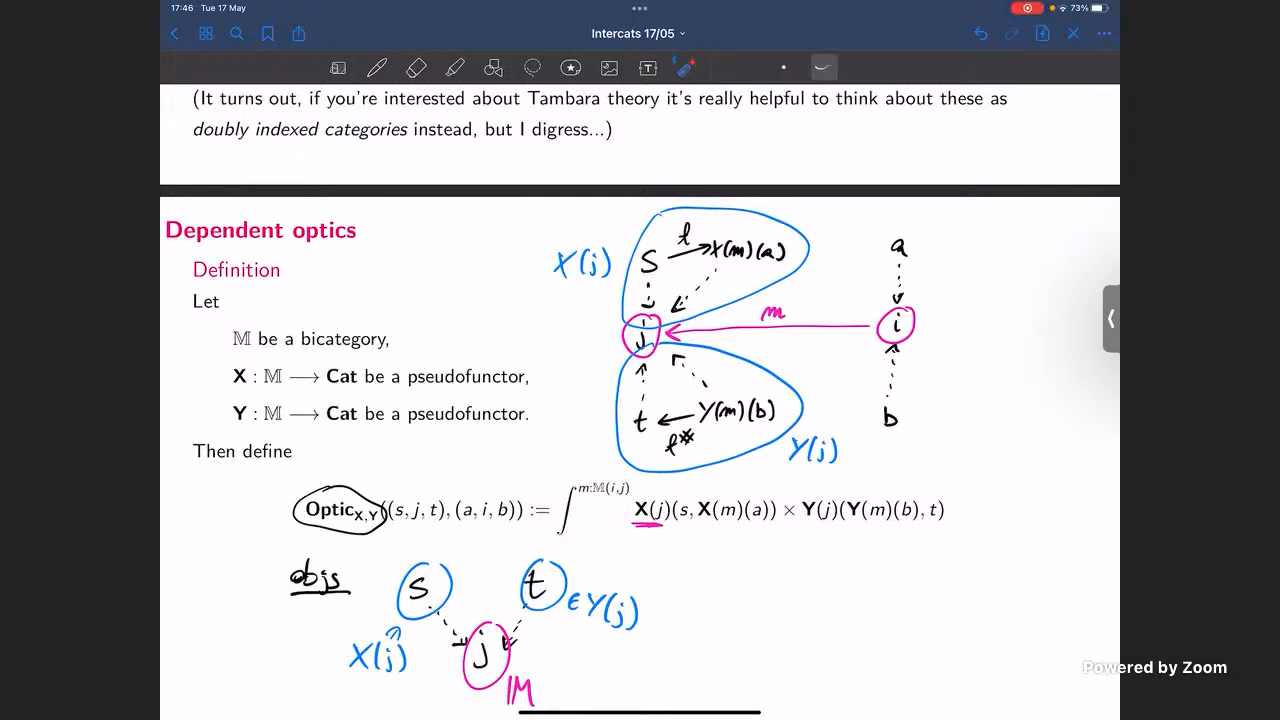 17:46 Tue 17 May
73%
Intercats 17/05
(It turns out, if you're interested about Tambara theory it's really helpful to think about these as
doubly indexed categories instead, but I digress...)
Dependent optics
Definition
Let
𝕄 be a bicategory,
X : 𝕄 ⟶ Cat be a pseudofunctor,
Y : 𝕄 ⟶ Cat be a pseudofunctor.
Then define
X(j)
s f X(m)(a)
a
m
j
i
t Y(m)(b)
b
f*
Y(j)
Optic_{X,Y}((s, j, t), (a, i, b)) := ∫^{m:𝕄(i,j)} X(j)(s, X(m)(a)) × Y(j)(Y(m)(b), t)
objs
s t
∈ Y(j)
X(j)
j
𝕄
Powered by Zoom